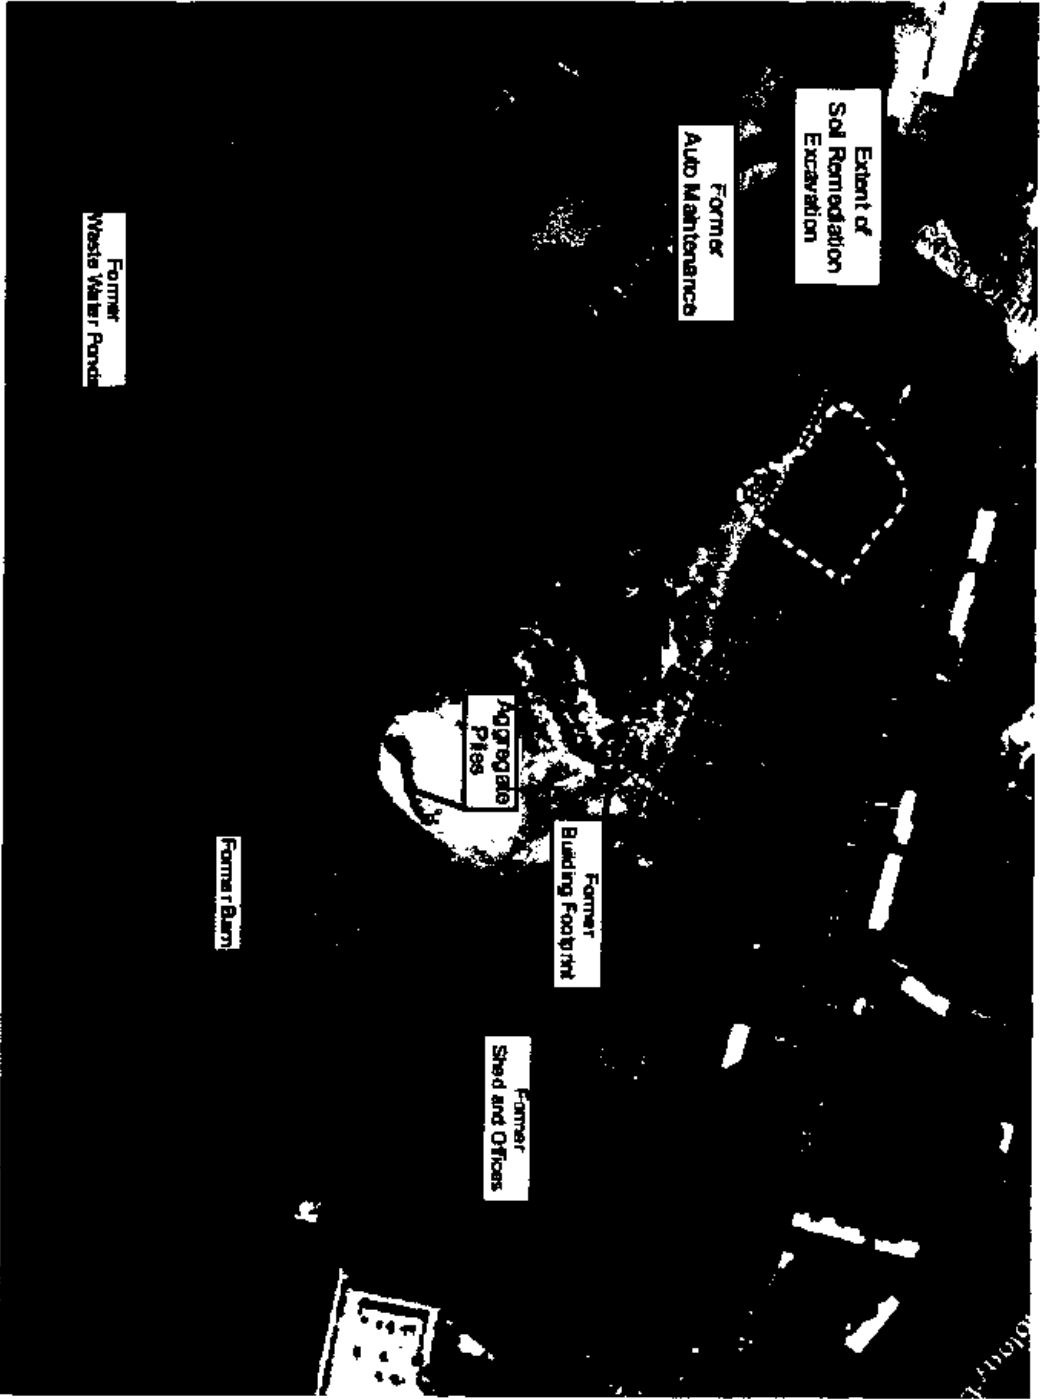 Extent of
Soil Remediation
Excavation
Former
Auto Maintenance
Former
Waste Water Ponds
Aggregate
Piles
Former
Building Footprint
Former Barn
Former
Shed and Offices